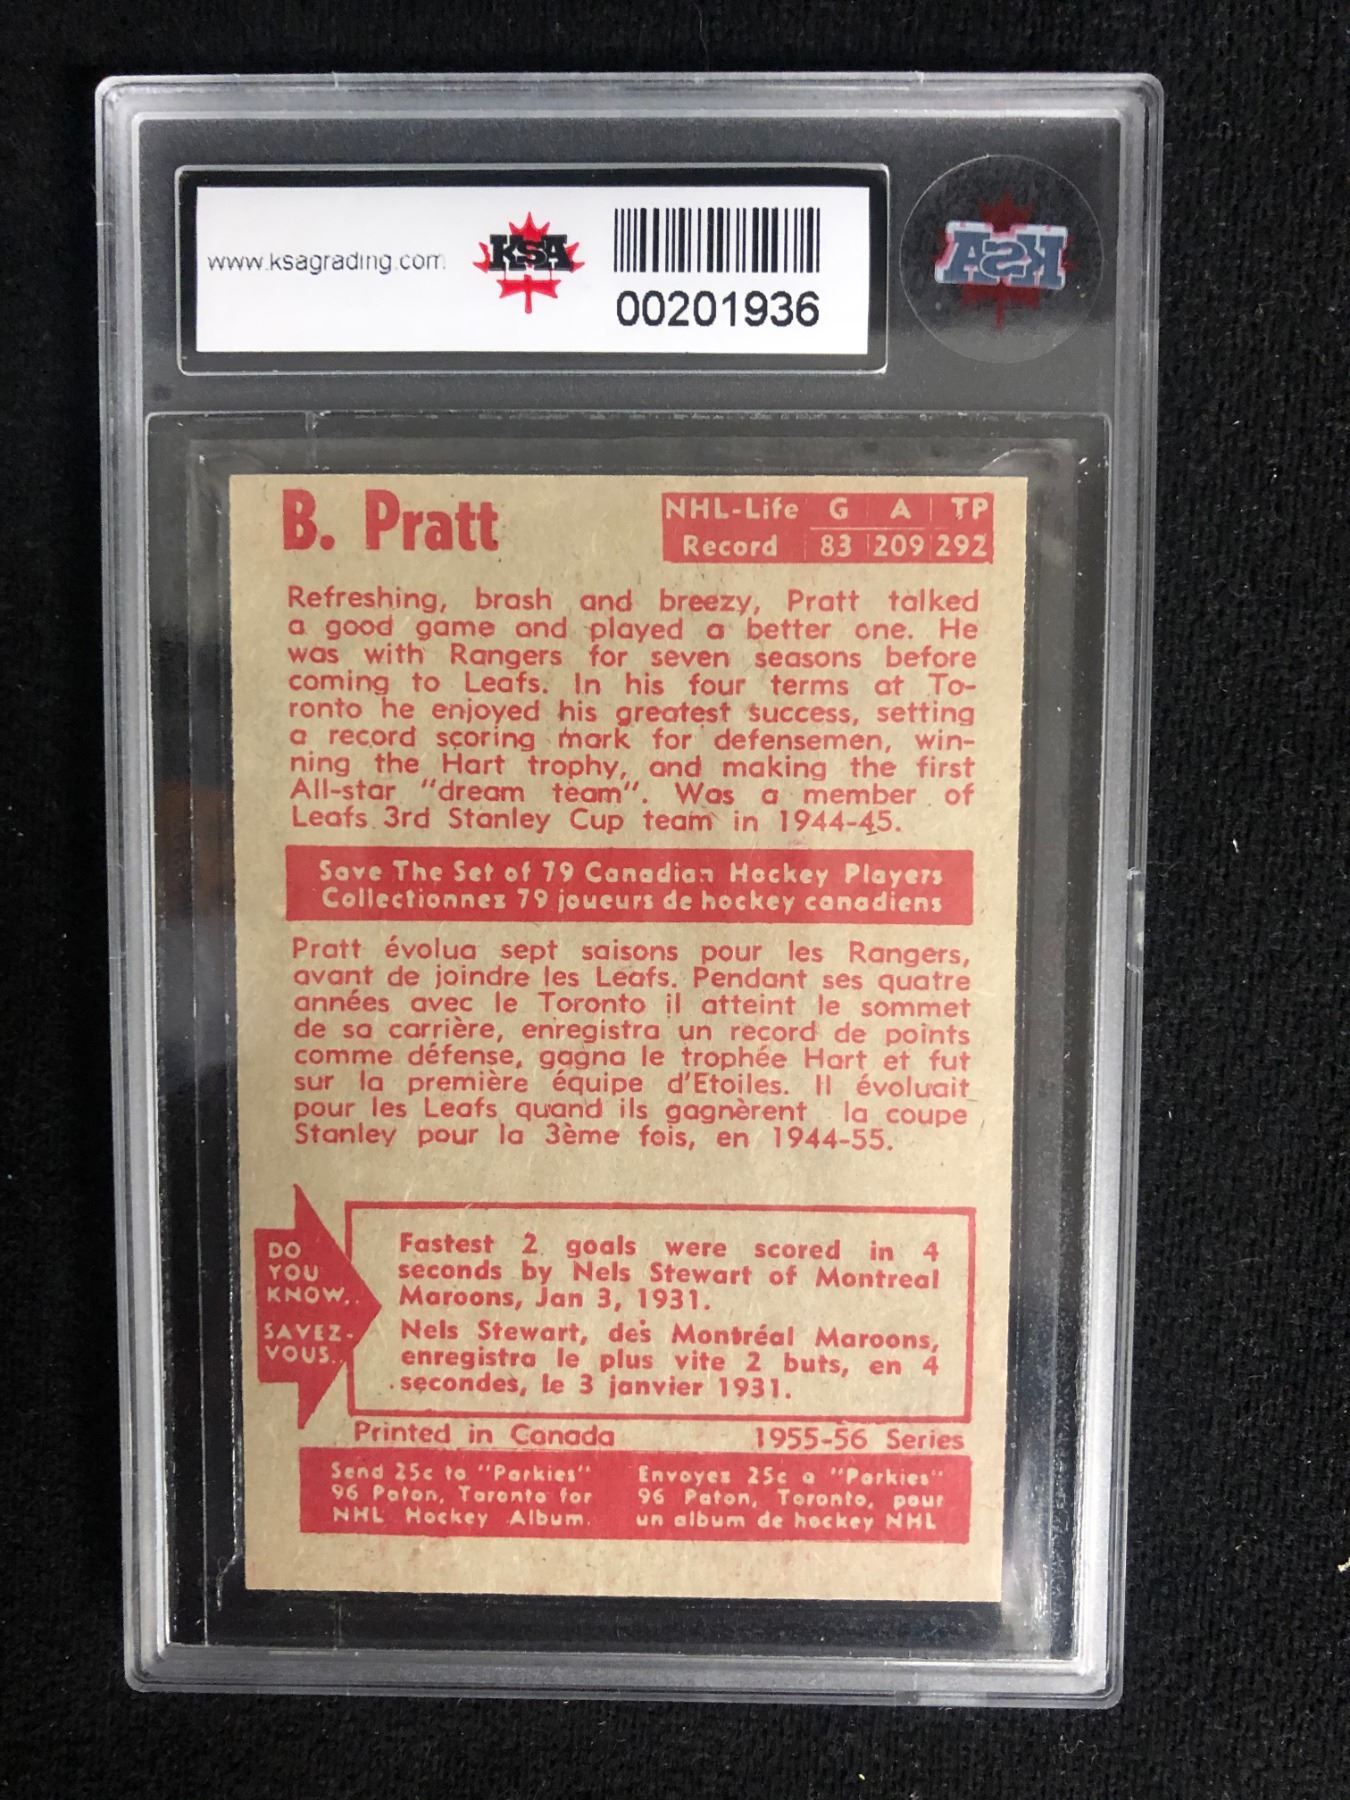 www.ksagrading.com
KSA
00201936
KSA
B. Pratt
NHL-Life G A TP
Record 83 209 292
Refreshing, brash and breezy, Pratt talked
a good game and played a better one. He
was with Rangers for seven seasons before
coming to Leafs. In his four terms at To-
ronto he enjoyed his greatest success, setting
a record scoring mark for defensemen, win-
ning the Hart trophy, and making the first
All-star "dream team". Was a member of
Leafs 3rd Stanley Cup team in 1944-45.
Save The Set of 79 Canadian Hockey Players
Collectionnez 79 joueurs de hockey canadiens
Pratt évolua sept saisons pour les Rangers,
avant de joindre les Leafs. Pendant ses quatre
années avec le Toronto il atteint le sommet
de sa carrière, enregistra un record de points
comme défense, gagna le trophée Hart et fut
sur la première équipe d'Etoiles. Il évoluait
pour les Leafs quand ils gagnèrent la coupe
Stanley pour la 3ème fois, en 1944-55.
DO
YOU
KNOW..
SAVEZ-
VOUS..
Fastest 2 goals were scored in 4
seconds by Nels Stewart of Montreal
Maroons, Jan 3, 1931.
Nels Stewart, des Montréal Maroons,
enregistra le plus vite 2 buts, en 4
secondes, le 3 janvier 1931.
Printed in Canada 1955-56 Series
Send 25c to "Parkies"
96 Paton, Toronto for
NHL Hockey Album.
Envoyez 25c a "Parkies"
96 Paton, Toronto, pour
un album de hockey NHL